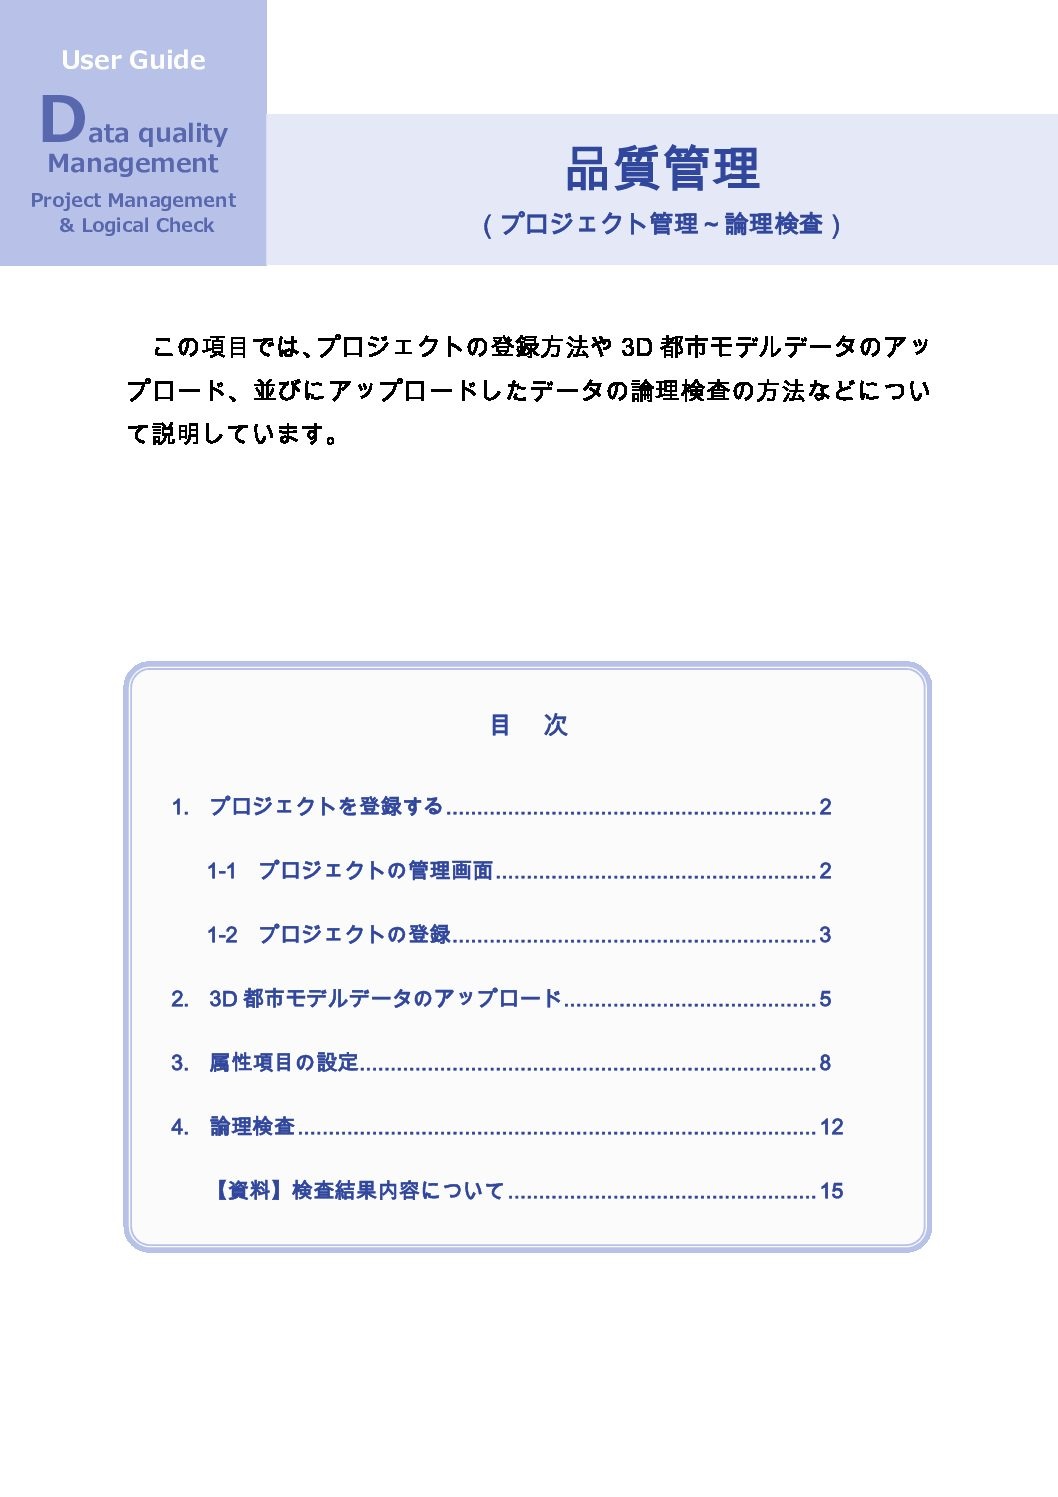 User Guide
Data quality
Management
Project Management
& Logical Check
品質管理
(プロジェクト管理～論理検査)
この項目では、プロジェクトの登録方法や 3D 都市モデルデータのアッ
プロード、並びにアップロードしたデータの論理検査の方法などについ
て説明しています。
目　次
1. プロジェクトを登録する............................................................2
1-1 プロジェクトの管理画面....................................................2
1-2 プロジェクトの登録...........................................................3
2. 3D 都市モデルデータのアップロード.........................................5
3. 属性項目の設定..........................................................................8
4. 論理検査....................................................................................12
【資料】検査結果内容について..................................................15